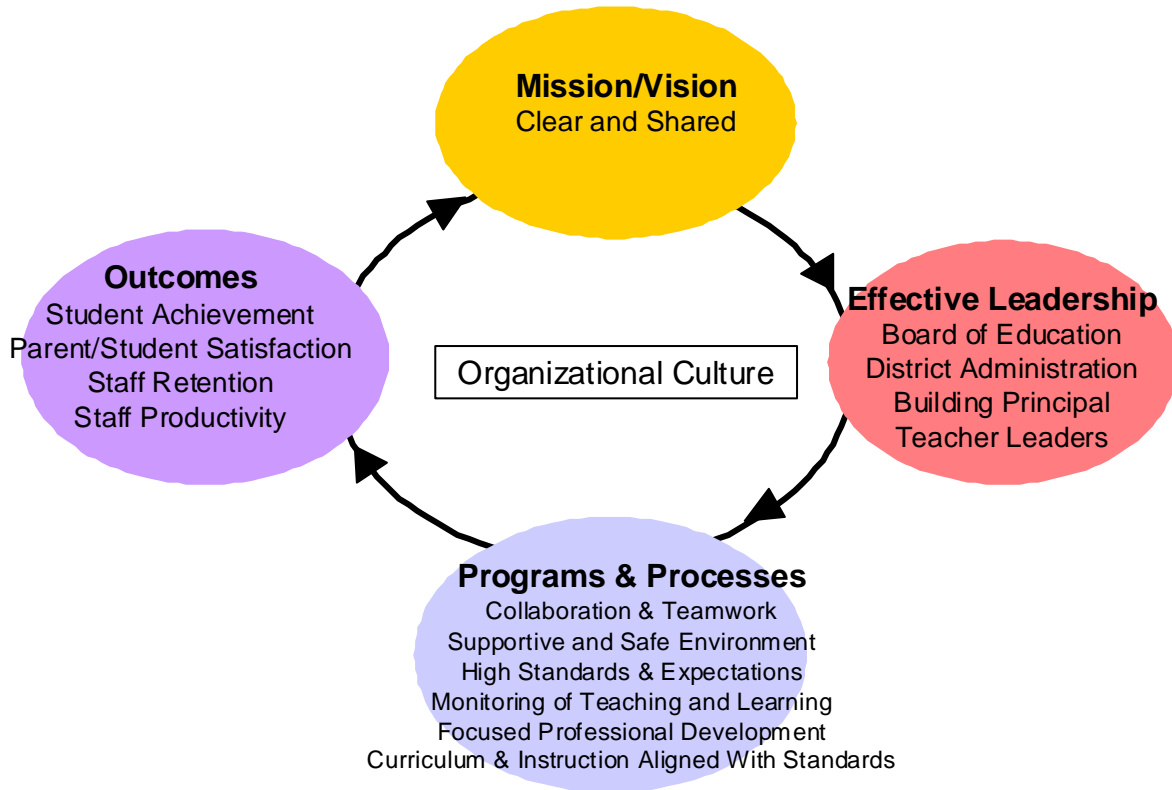 Mission/Vision
Clear and Shared
Effective Leadership
Board of Education
District Administration
Building Principal
Teacher Leaders
Programs & Processes
Collaboration & Teamwork
Supportive and Safe Environment
High Standards & Expectations
Monitoring of Teaching and Learning
Focused Professional Development
Curriculum & Instruction Aligned With Standards
Outcomes
Student Achievement
Parent/Student Satisfaction
Staff Retention
Staff Productivity
Organizational Culture